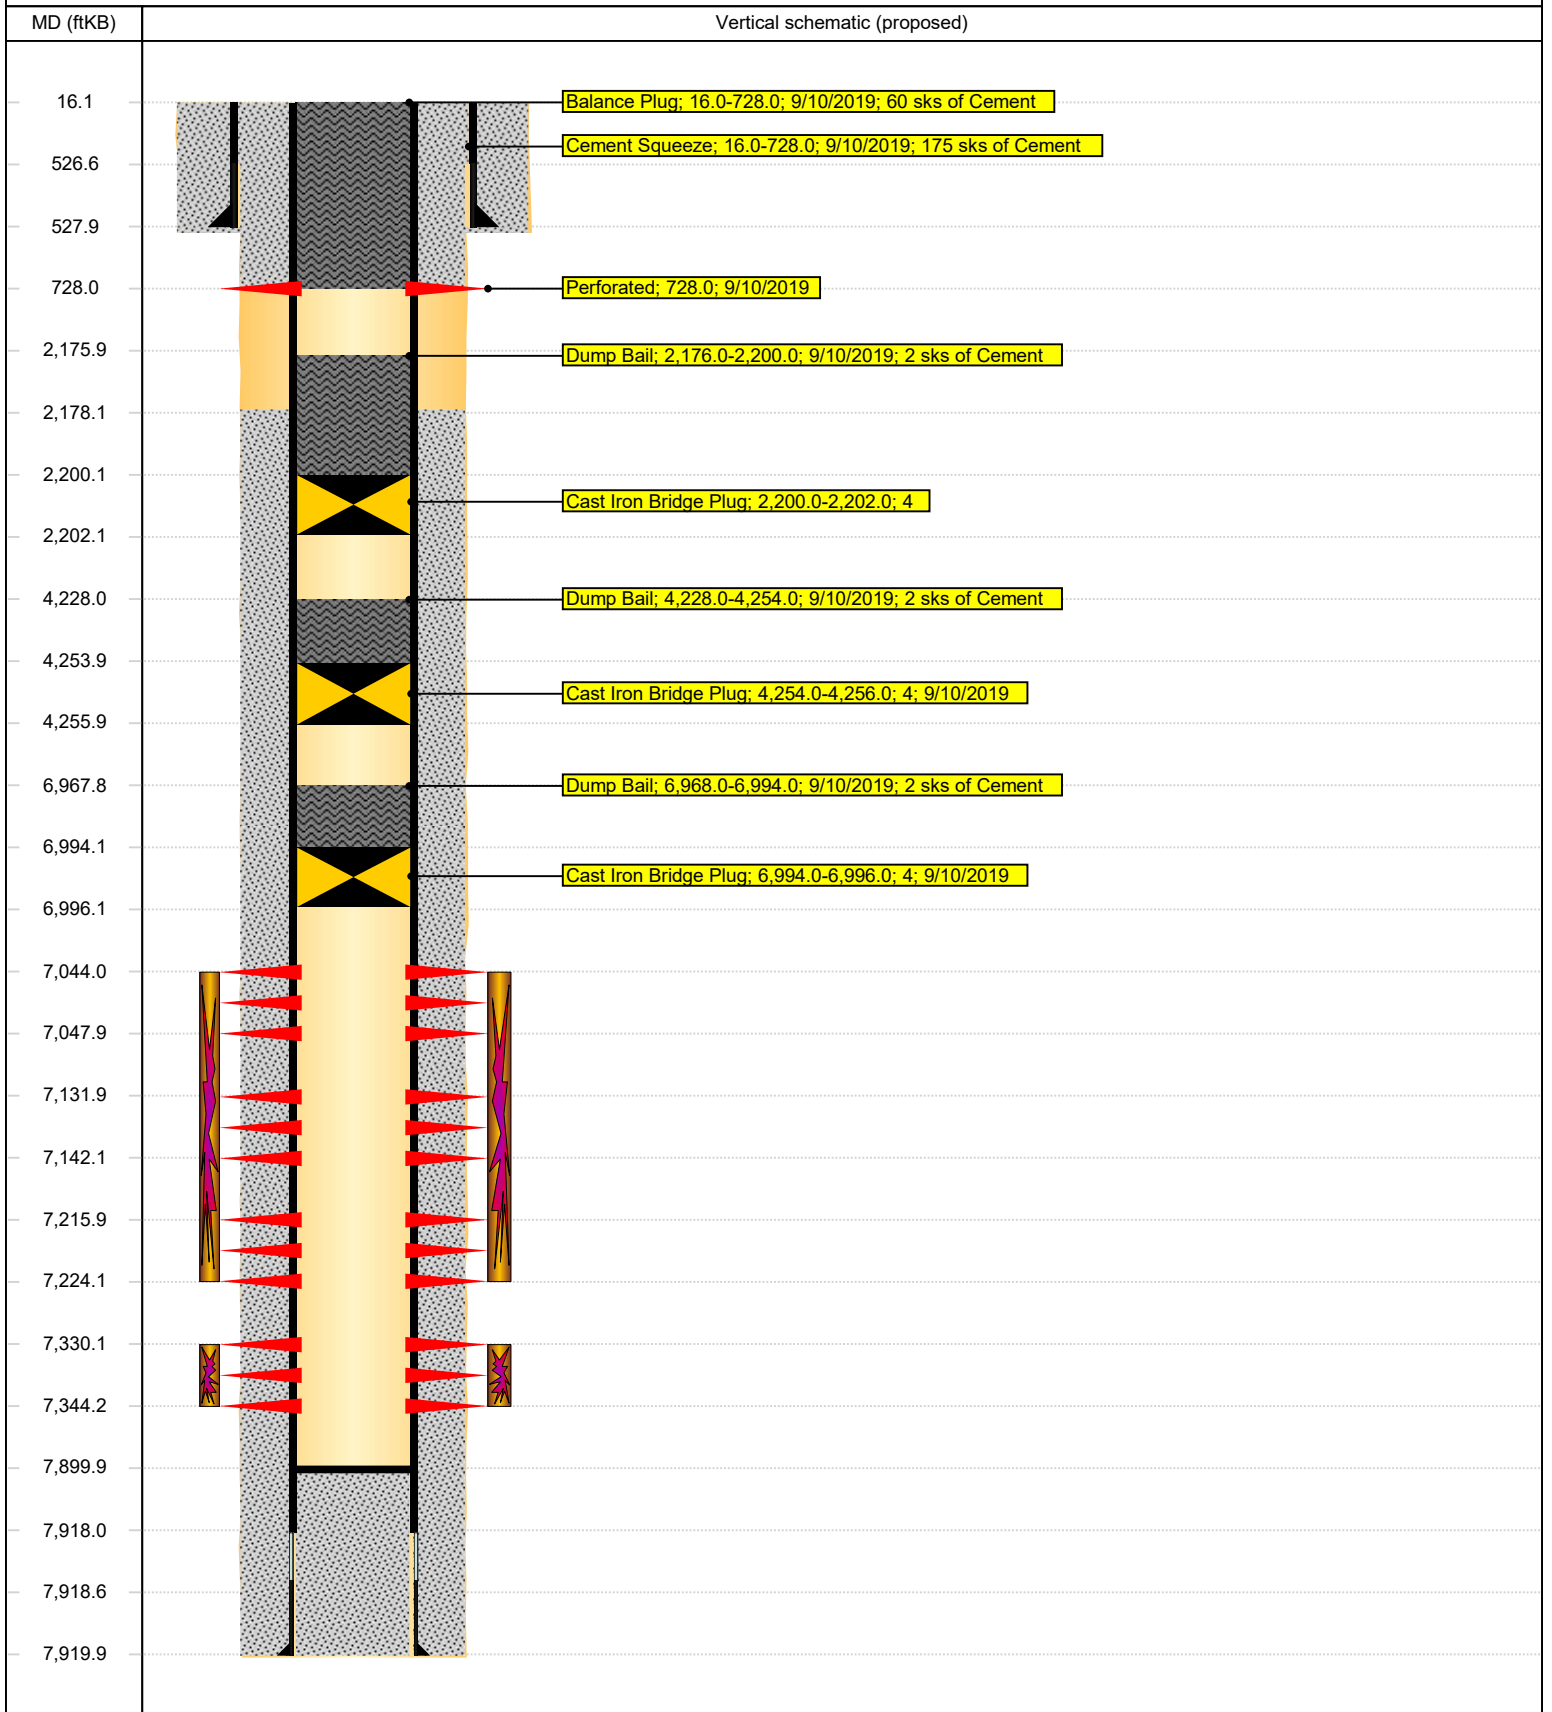 MD (ftKB)
Vertical schematic (proposed)
16.1
Balance Plug; 16.0-728.0; 9/10/2019; 60 sks of Cement
Cement Squeeze; 16.0-728.0; 9/10/2019; 175 sks of Cement
526.6
527.9
728.0
Perforated; 728.0; 9/10/2019
2,175.9
Dump Bail; 2,176.0-2,200.0; 9/10/2019; 2 sks of Cement
2,178.1
2,200.1
Cast Iron Bridge Plug; 2,200.0-2,202.0; 4
2,202.1
4,228.0
Dump Bail; 4,228.0-4,254.0; 9/10/2019; 2 sks of Cement
4,253.9
Cast Iron Bridge Plug; 4,254.0-4,256.0; 4; 9/10/2019
4,255.9
6,967.8
Dump Bail; 6,968.0-6,994.0; 9/10/2019; 2 sks of Cement
6,994.1
Cast Iron Bridge Plug; 6,994.0-6,996.0; 4; 9/10/2019
6,996.1
7,044.0
7,047.9
7,131.9
7,142.1
7,215.9
7,224.1
7,330.1
7,344.2
7,899.9
7,918.0
7,918.6
7,919.9